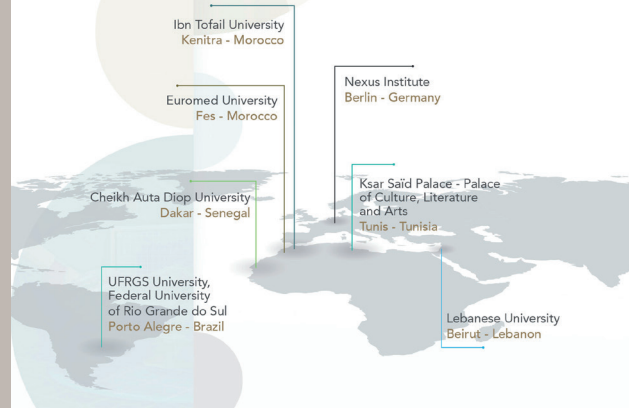 Ibn Tofail University
Kenitra - Morocco
Nexus Institute
Berlin - Germany
Euromed University
Fes - Morocco
Ksar Saïd Palace - Palace
of Culture, Literature
and Arts
Tunis - Tunisia
Cheikh Auta Diop University
Dakar - Senegal
UFRGS University,
Federal University
of Rio Grande do Sul
Porto Alegre - Brazil
Lebanese University
Beirut - Lebanon